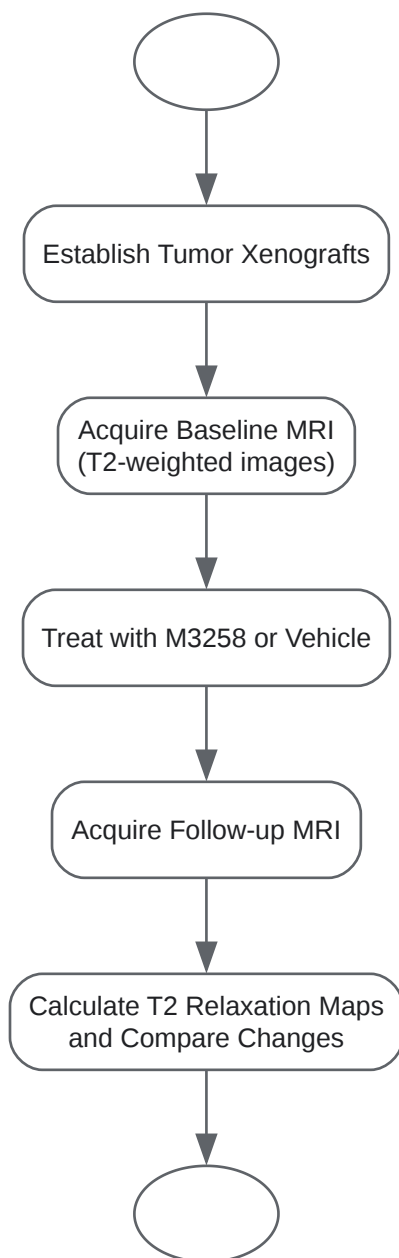 Establish Tumor Xenografts
Acquire Baseline MRI
(T2-weighted images)
Treat with M3258 or Vehicle
Acquire Follow-up MRI
Calculate T2 Relaxation Maps
and Compare Changes